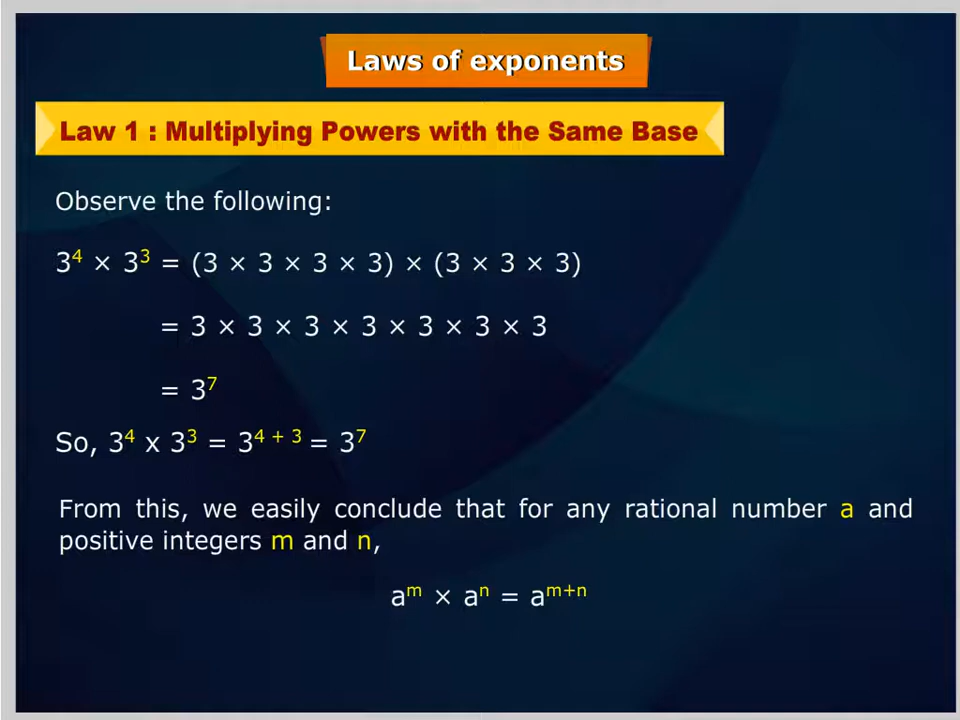 Laws of exponents
Law 1 : Multiplying Powers with the Same Base
Observe the following:
3⁴ × 3³ = (3 × 3 × 3 × 3) × (3 × 3 × 3)
= 3 × 3 × 3 × 3 × 3 × 3 × 3
= 3⁷
So, 3⁴ x 3³ = 3⁴ ⁺ ³ = 3⁷
From this, we easily conclude that for any rational number a and
positive integers m and n,
aᵐ × aⁿ = aᵐ⁺ⁿ